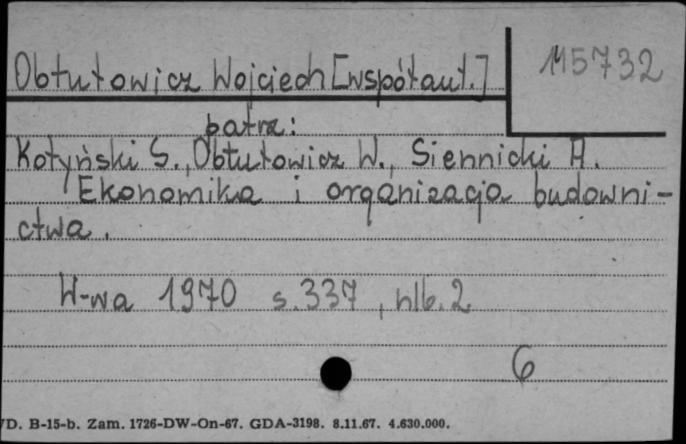 Obtułowicz Wojciech [współaut.]
115732
patrz:
Kotyński S., Obtułowicz W., Siennicki A.
Ekonomika i organizacja budowni-
ctwa.
W-wa 1970 s. 337, nlb. 2
6
D. B-15-b. Zam. 1726-DW-On-67. GDA-3198. 8.11.67. 4.630.000.